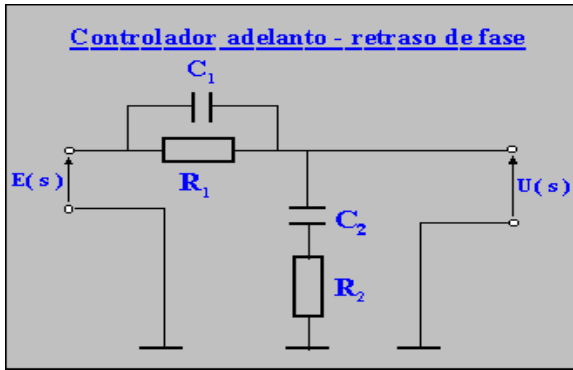 Controlador adelanto - retraso de fase
C1
E( s )
R1
U( s )
C2
R2